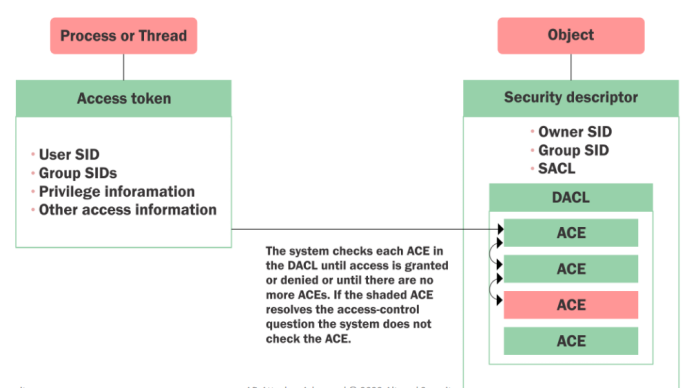 Process or Thread
Object
Access token
Security descriptor
• User SID
• Group SIDs
• Privilege inforamation
• Other access information
• Owner SID
• Group SID
• SACL
DACL
ACE
ACE
ACE
ACE
The system checks each ACE in
the DACL until access is granted
or denied or until there are no
more ACEs. If the shaded ACE
resolves the access-control
question the system does not
check the ACE.